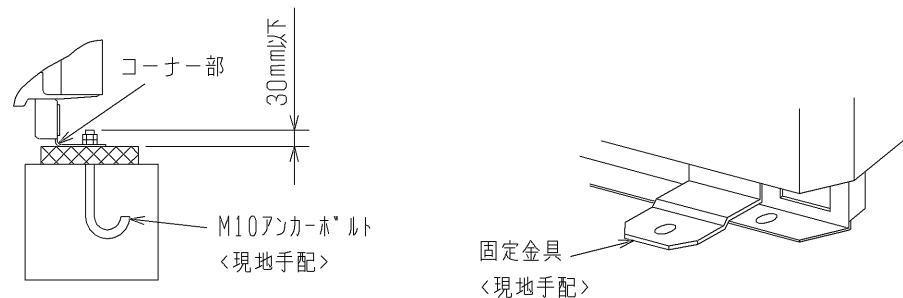 コーナー部
30mm以下
M10アンカーボルト
<現地手配>
固定金具
<現地手配>